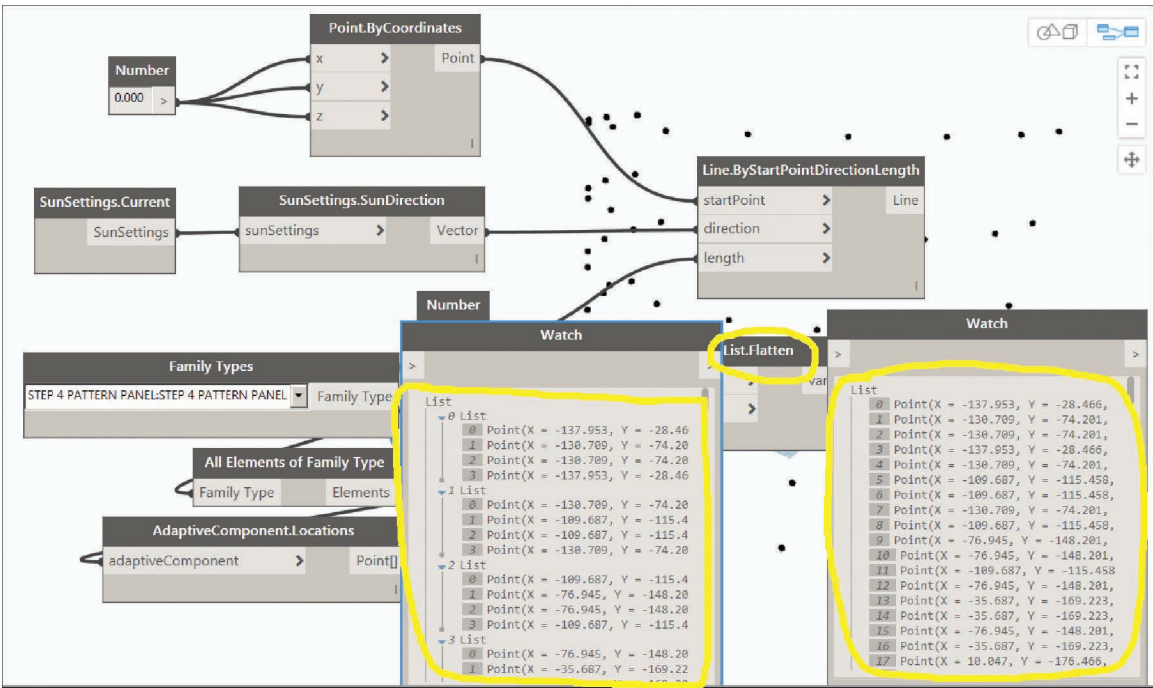 Point.ByCoordinates
x > Point
y >
z >
l
Number
0.000 >
SunSettings.Current
SunSettings
SunSettings.SunDirection
sunSettings > Vector
l
Line.ByStartPointDirectionLength
startPoint > Line
direction >
length >
l
Number
Family Types
STEP 4 PATTERN PANEL:STEP 4 PATTERN PANEL Family Type
All Elements of Family Type
Family Type Elements
AdaptiveComponent.Locations
adaptiveComponent > Point[]
Watch
> >
List
0 List
0 Point(X = -137.953, Y = -28.46
1 Point(X = -130.709, Y = -74.20
2 Point(X = -130.709, Y = -74.20
3 Point(X = -137.953, Y = -28.46
1 List
0 Point(X = -130.709, Y = -74.20
1 Point(X = -109.687, Y = -115.4
2 Point(X = -109.687, Y = -115.4
3 Point(X = -130.709, Y = -74.20
2 List
0 Point(X = -109.687, Y = -115.4
1 Point(X = -76.945, Y = -148.20
2 Point(X = -76.945, Y = -148.20
3 Point(X = -109.687, Y = -115.4
3 List
0 Point(X = -76.945, Y = -148.20
1 Point(X = -35.687, Y = -169.22
List.Flatten
> var
>
Watch
> >
List
0 Point(X = -137.953, Y = -28.466,
1 Point(X = -130.709, Y = -74.201,
2 Point(X = -130.709, Y = -74.201,
3 Point(X = -137.953, Y = -28.466,
4 Point(X = -130.709, Y = -74.201,
5 Point(X = -109.687, Y = -115.458,
6 Point(X = -109.687, Y = -115.458,
7 Point(X = -130.709, Y = -74.201,
8 Point(X = -109.687, Y = -115.458,
9 Point(X = -76.945, Y = -148.201,
10 Point(X = -76.945, Y = -148.201,
11 Point(X = -109.687, Y = -115.458
12 Point(X = -76.945, Y = -148.201,
13 Point(X = -35.687, Y = -169.223,
14 Point(X = -35.687, Y = -169.223,
15 Point(X = -76.945, Y = -148.201,
16 Point(X = -35.687, Y = -169.223,
17 Point(X = 10.047, Y = -176.466,